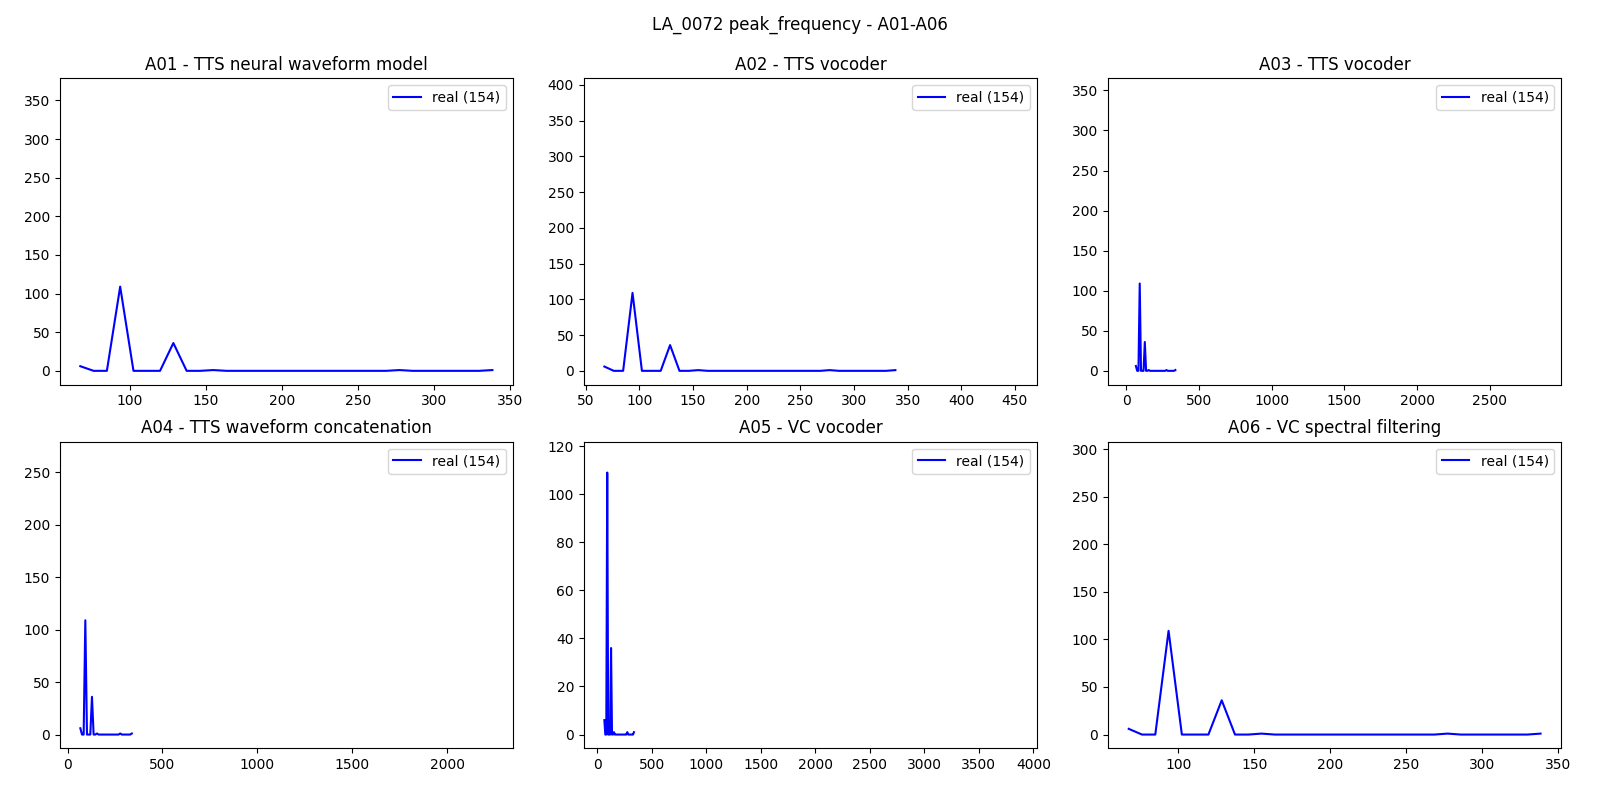 LA_0072 peak_frequency - A01-A06
A01 - TTS neural waveform model
real (154)
350
300
250
200
150
100
50
0
100 150 200 250 300 350
A02 - TTS vocoder
real (154)
400
350
300
250
200
150
100
50
0
50 100 150 200 250 300 350 400 450
A03 - TTS vocoder
real (154)
350
300
250
200
150
100
50
0
0 500 1000 1500 2000 2500
A04 - TTS waveform concatenation
real (154)
250
200
150
100
50
0
0 500 1000 1500 2000
A05 - VC vocoder
real (154)
120
100
80
60
40
20
0
0 500 1000 1500 2000 2500 3000 3500 4000
A06 - VC spectral filtering
real (154)
300
250
200
150
100
50
0
100 150 200 250 300 350